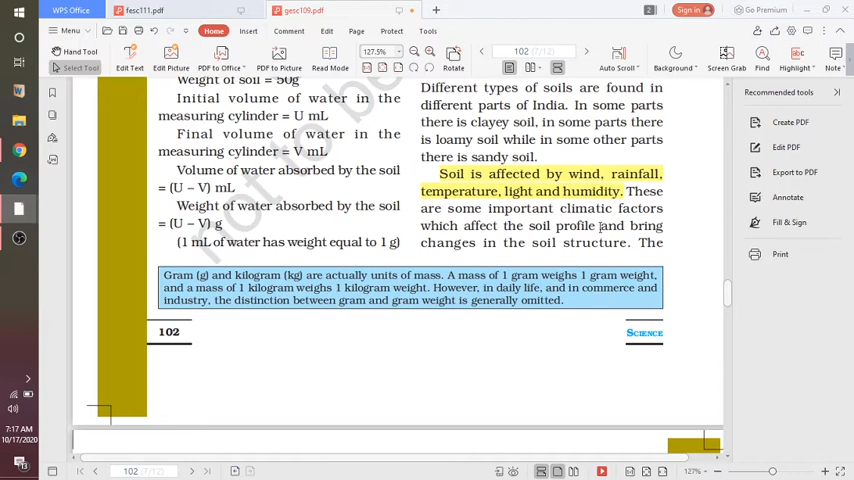 WPS Office
fesc111.pdf
gesc109.pdf
2
Sign in
Go Premium
Menu
Home
Insert
Comment
Edit
Page
Protect
Tools
Hand Tool
Select Tool
Edit Text
Edit Picture
PDF to Office
PDF to Picture
Read Mode
127.5%
Rotate
102 (7/12)
Auto Scroll
Background
Screen Grab
Find
Highlight
Note
Weight of soil = 50g
Initial volume of water in the
measuring cylinder = U mL
Final volume of water in the
measuring cylinder = V mL
Volume of water absorbed by the soil
= (U – V) mL
Weight of water absorbed by the soil
= (U – V) g
(1 mL of water has weight equal to 1 g)
Different types of soils are found in
different parts of India. In some parts
there is clayey soil, in some parts there
is loamy soil while in some other parts
there is sandy soil.
Soil is affected by wind, rainfall,
temperature, light and humidity. These
are some important climatic factors
which affect the soil profile and bring
changes in the soil structure. The
not to be
Gram (g) and kilogram (kg) are actually units of mass. A mass of 1 gram weighs 1 gram weight,
and a mass of 1 kilogram weighs 1 kilogram weight. However, in daily life, and in commerce and
industry, the distinction between gram and gram weight is generally omitted.
102
SCIENCE
Recommended tools
Create PDF
Edit PDF
Export to PDF
Annotate
Fill & Sign
Print
7:17 AM
10/17/2020
13
102 (7/12)
127%